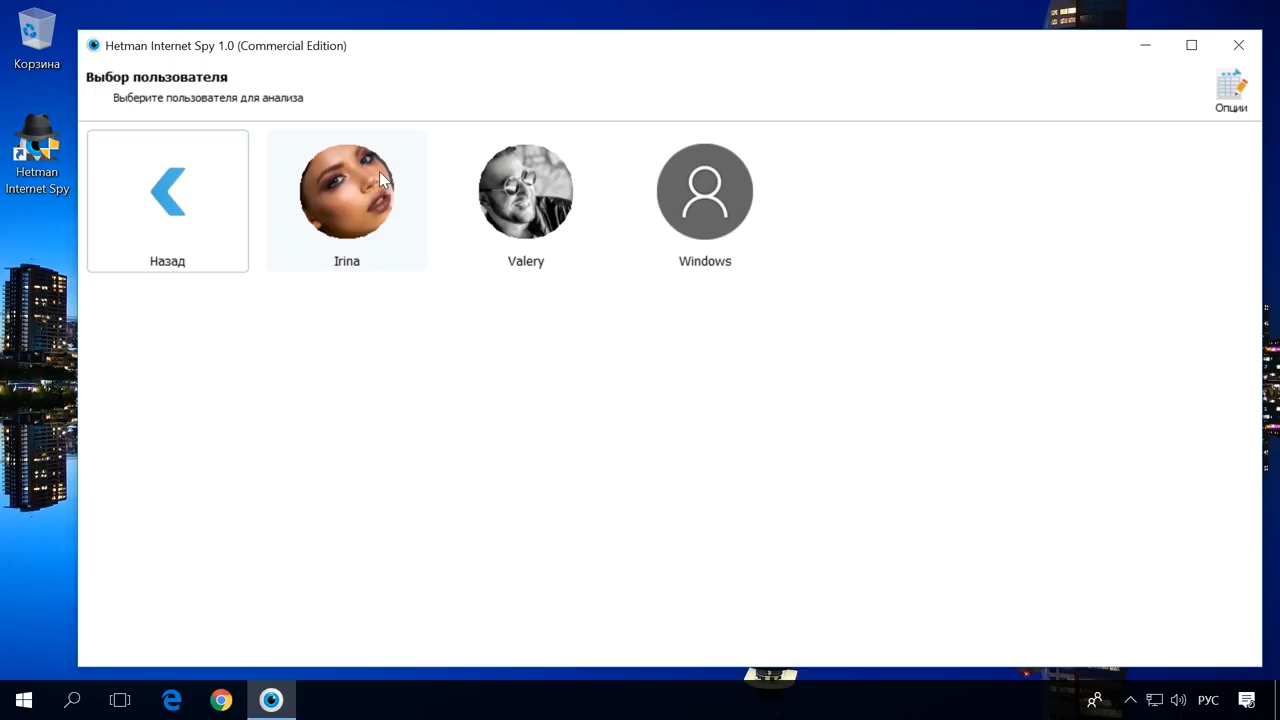 Корзина
Hetman
Internet Spy
Hetman Internet Spy 1.0 (Commercial Edition)
Выбор пользователя
Выберите пользователя для анализа
Опции
Назад
Irina
Valery
Windows
РУС